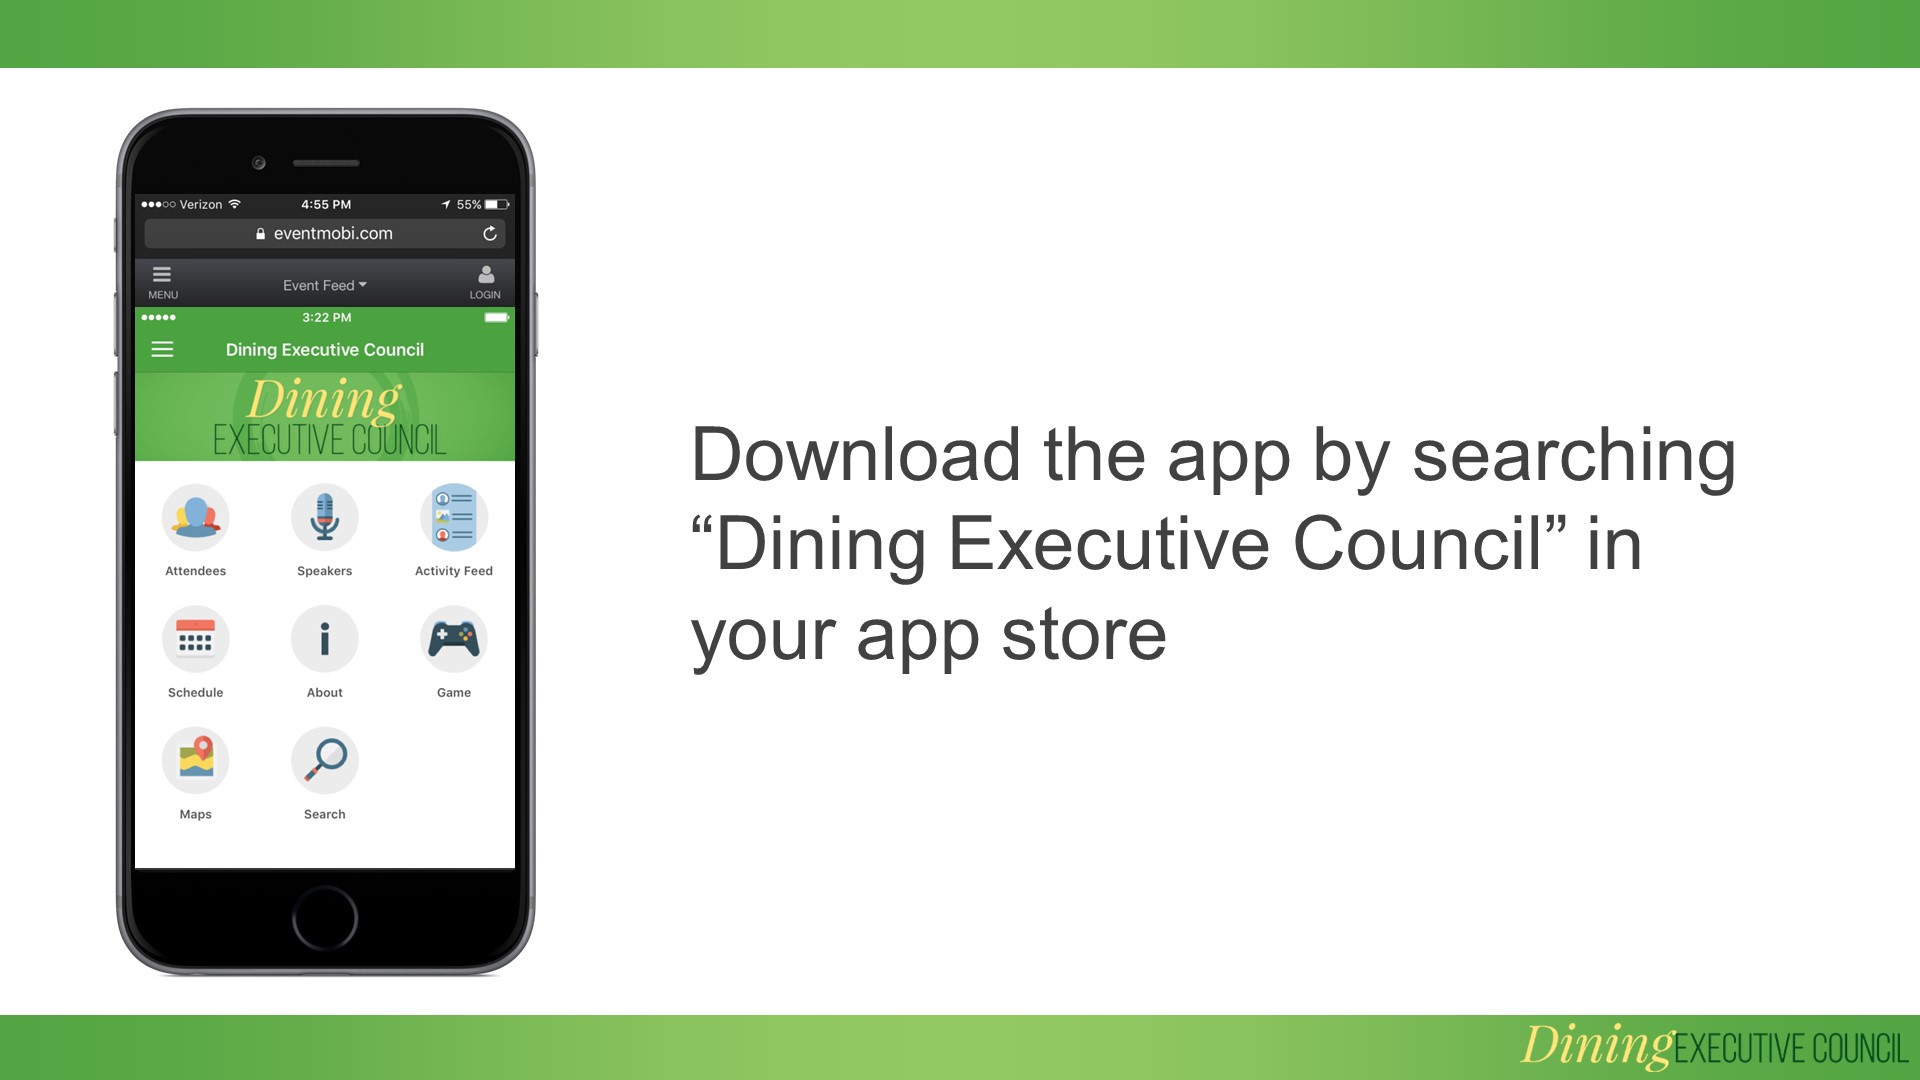 Verizon 4:55 PM 55%
eventmobi.com
MENU Event Feed LOGIN
3:22 PM
Dining Executive Council
Dining
EXECUTIVE COUNCIL
Attendees Speakers Activity Feed
Schedule About Game
Maps Search
Download the app by searching
“Dining Executive Council” in
your app store
Dining EXECUTIVE COUNCIL